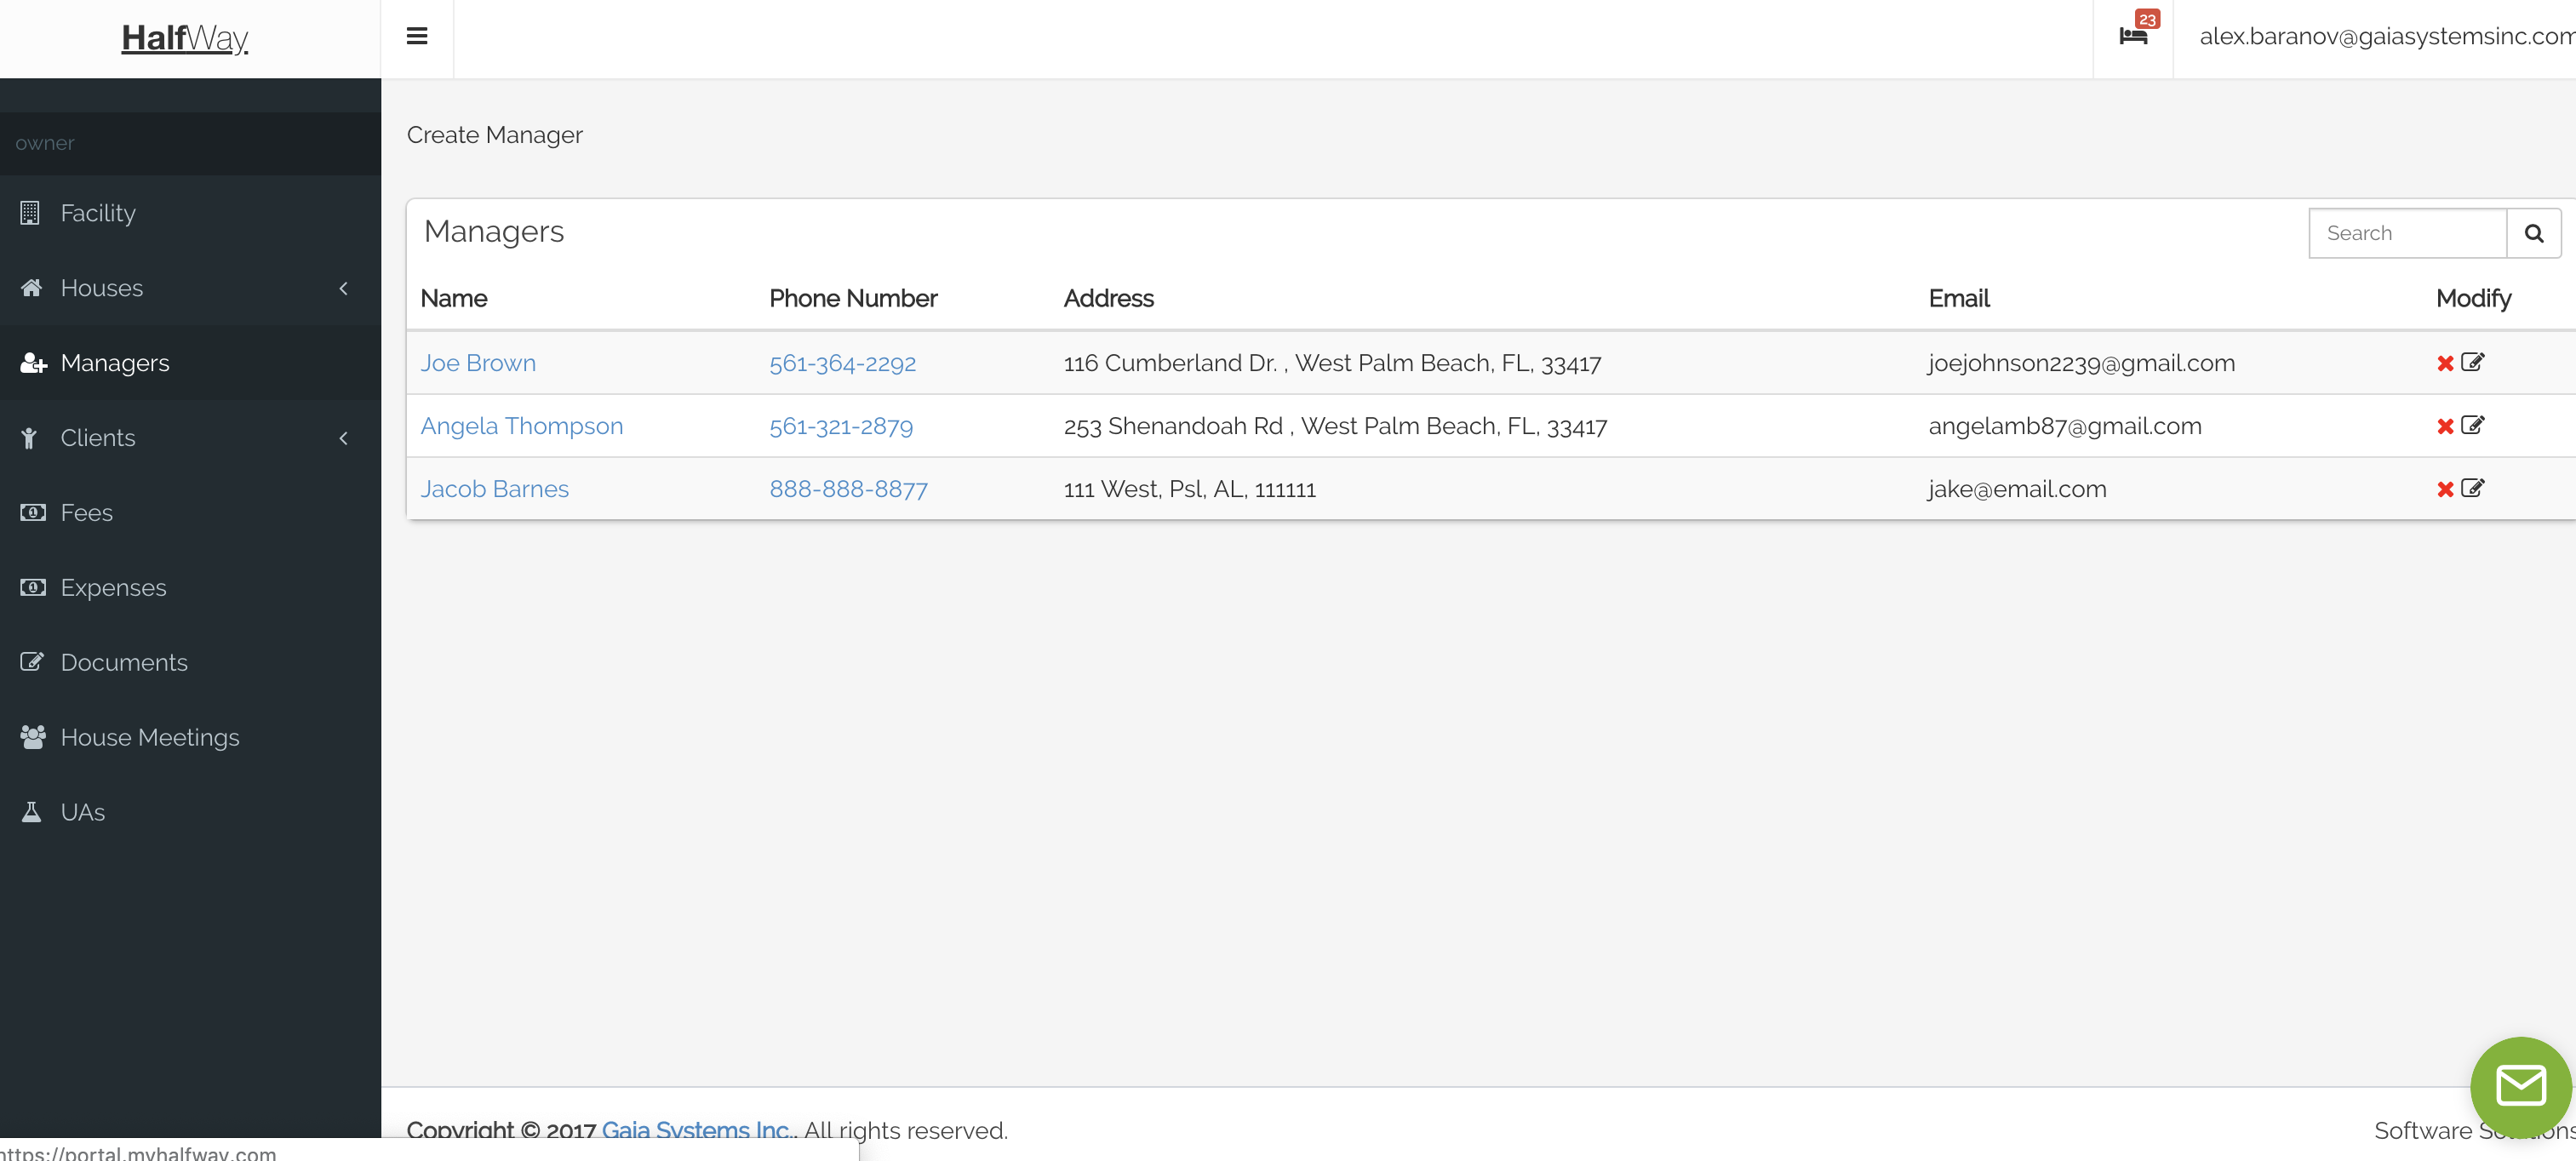 HalfWay
23
alex.baranov@gaiasystemsinc.com
owner
Facility
Houses
Managers
Clients
Fees
Expenses
Documents
House Meetings
UAs
Create Manager
Managers
Search
Name Phone Number Address Email Modify
Joe Brown 561-364-2292 116 Cumberland Dr. , West Palm Beach, FL, 33417 joejohnson2239@gmail.com
Angela Thompson 561-321-2879 253 Shenandoah Rd , West Palm Beach, FL, 33417 angelamb87@gmail.com
Jacob Barnes 888-888-8877 111 West, Psl, AL, 111111 jake@email.com
Copyright © 2017 Gaia Systems Inc.. All rights reserved.
Software Solutions
https://portal.myhalfway.com